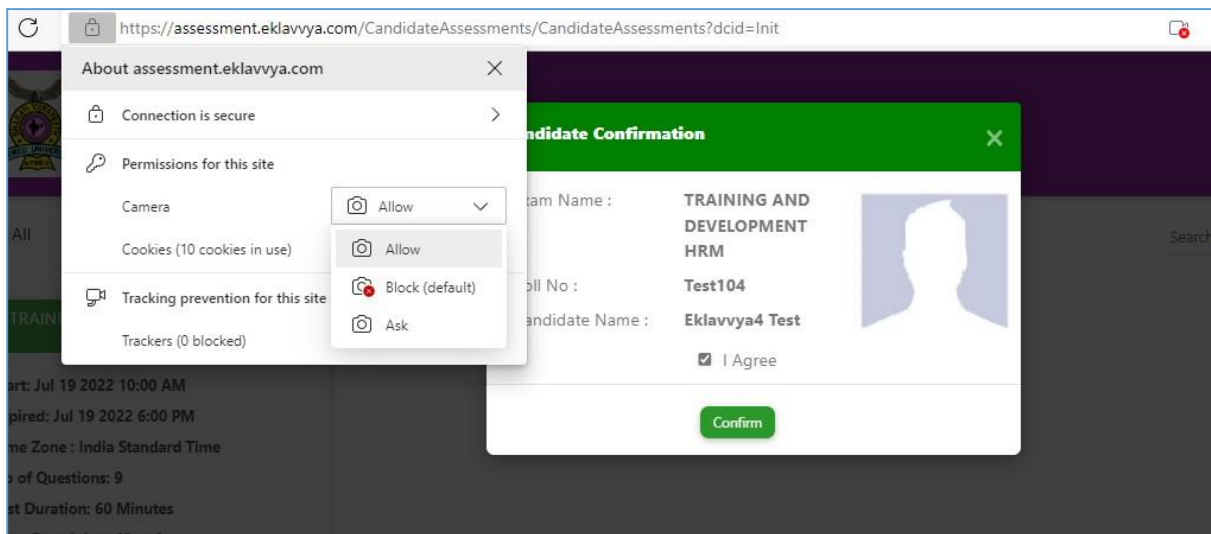 https://assessment.eklavvya.com/CandidateAssessments/CandidateAssessments?dcid=Init
About assessment.eklavvya.com
Connection is secure
Permissions for this site
Camera
Allow
Cookies (10 cookies in use)
Allow
Block (default)
Ask
Tracking prevention for this site
Trackers (0 blocked)
ndidate Confirmation
xam Name :
TRAINING AND
DEVELOPMENT
HRM
oll No :
Test104
andidate Name :
Eklavvya4 Test
I Agree
Confirm
All
Search
TRAINI
art: Jul 19 2022 10:00 AM
pired: Jul 19 2022 6:00 PM
me Zone : India Standard Time
of Questions: 9
st Duration: 60 Minutes